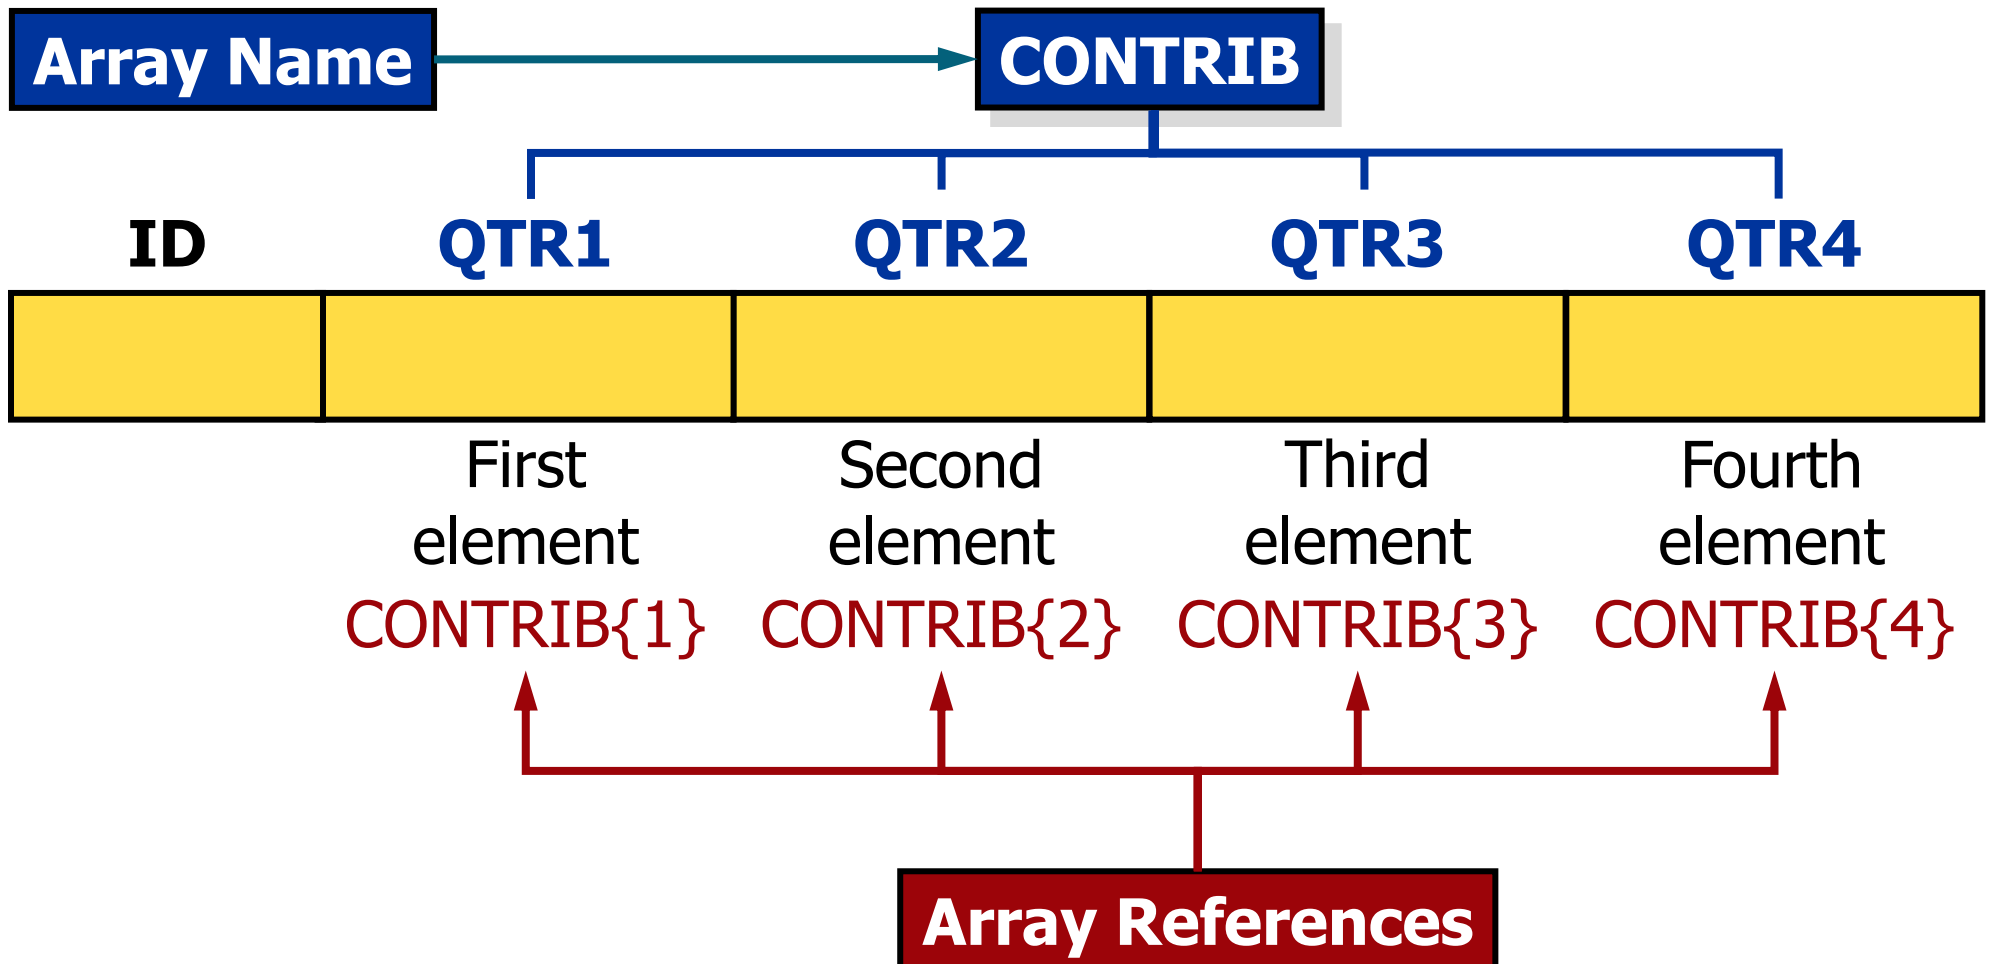 Array Name
CONTRIB
ID QTR1 QTR2 QTR3 QTR4
First Second Third Fourth
element element element element
CONTRIB{1} CONTRIB{2} CONTRIB{3} CONTRIB{4}
Array References